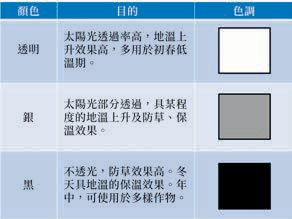 顏色 目的 色調
透明 太陽光透過率高，地溫上
升效果高，多用於初春低
溫期。
銀 太陽光部分透過，具某程
度的地溫上升及防草、保
溫效果。
黑 不透光，防草效果高。冬
天具地溫的保溫效果。年
中，可使用於多樣作物。